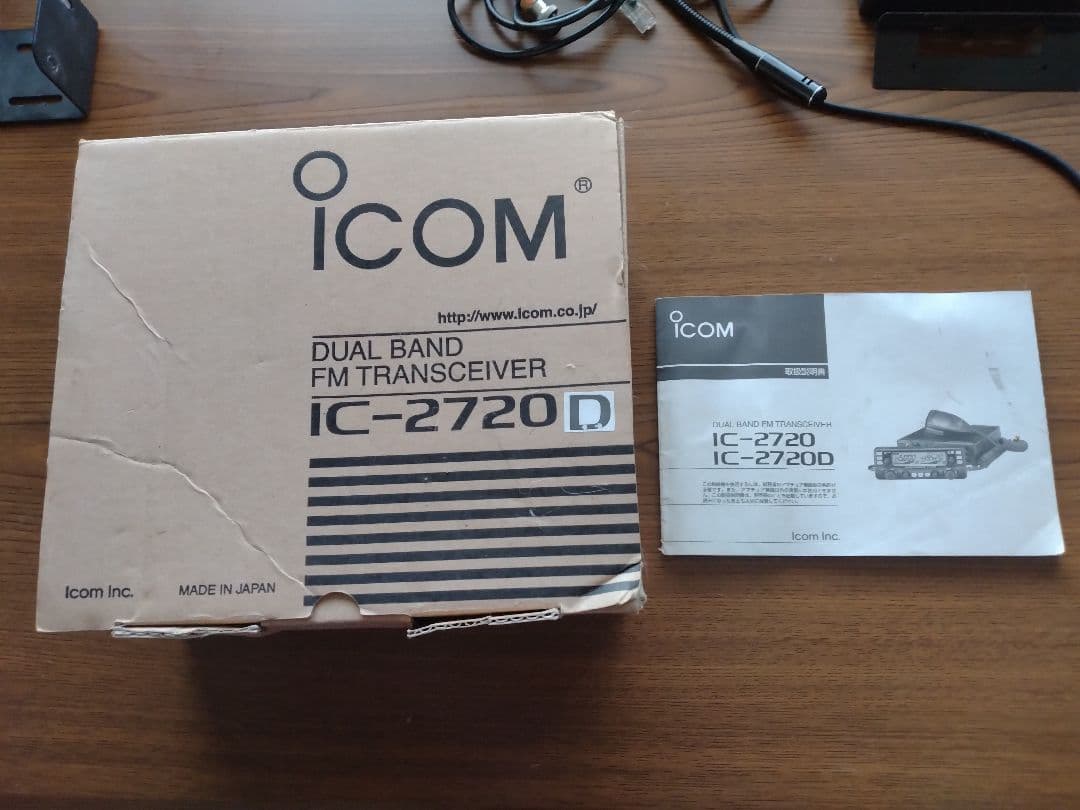 ICOM®
http://www.icom.co.jp/
DUAL BAND
FM TRANSCEIVER
IC-2720D
Icom Inc.
MADE IN JAPAN
ICOM
取扱説明書
DUAL BAND FM TRANSCEIVER
IC-2720
IC-2720D
Icom Inc.